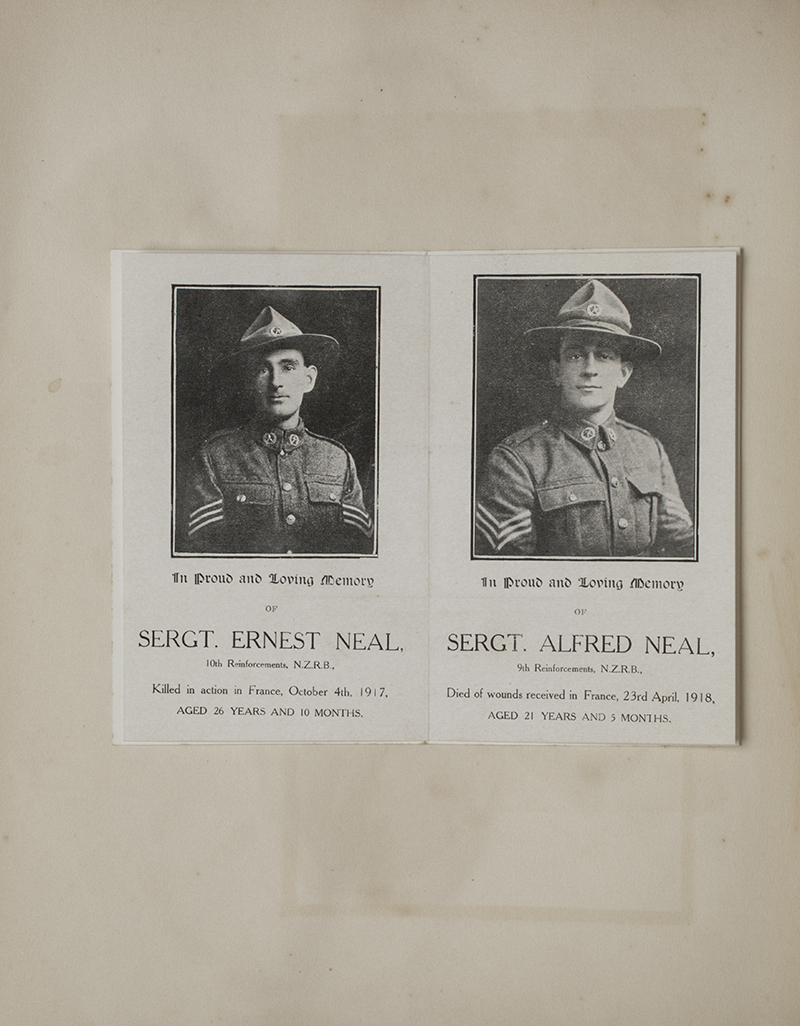 In Proud and Loving Memory
OF
SERGT. ERNEST NEAL,
10th Reinforcements, N.Z.R.B.,
Killed in action in France, October 4th, 1917,
AGED 26 YEARS AND 10 MONTHS.
In Proud and Loving Memory
OF
SERGT. ALFRED NEAL,
9th Reinforcements, N.Z.R.B.,
Died of wounds received in France, 23rd April, 1918,
AGED 21 YEARS AND 5 MONTHS.